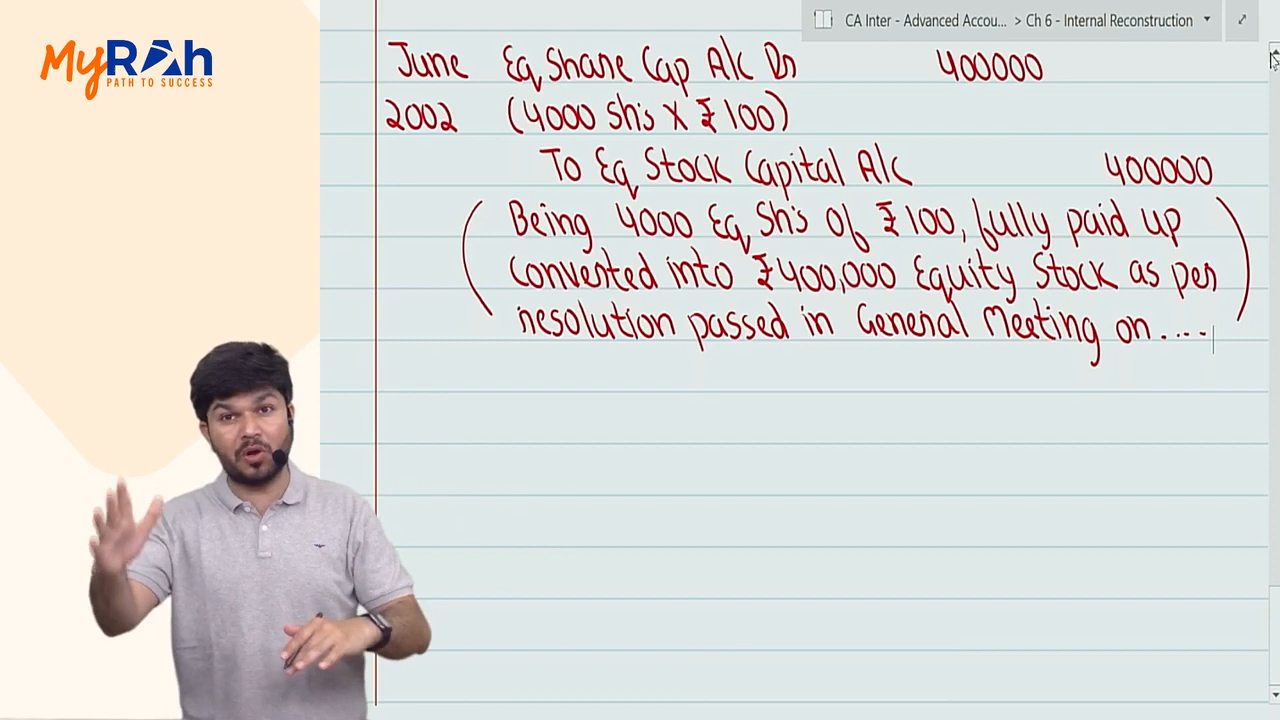 MyRAh
PATH TO SUCCESS
CA Inter - Advanced Accou... > Ch 6 - Internal Reconstruction
June Eq Share Cap A/c Dr 400000
2002 (4000 Sh's X ₹100)
To Eq Stock Capital A/c 400000
(Being 4000 Eq Sh's Of ₹100, fully paid up
Converted into ₹400,000 Equity Stock as per
resolution passed in General Meeting on....)